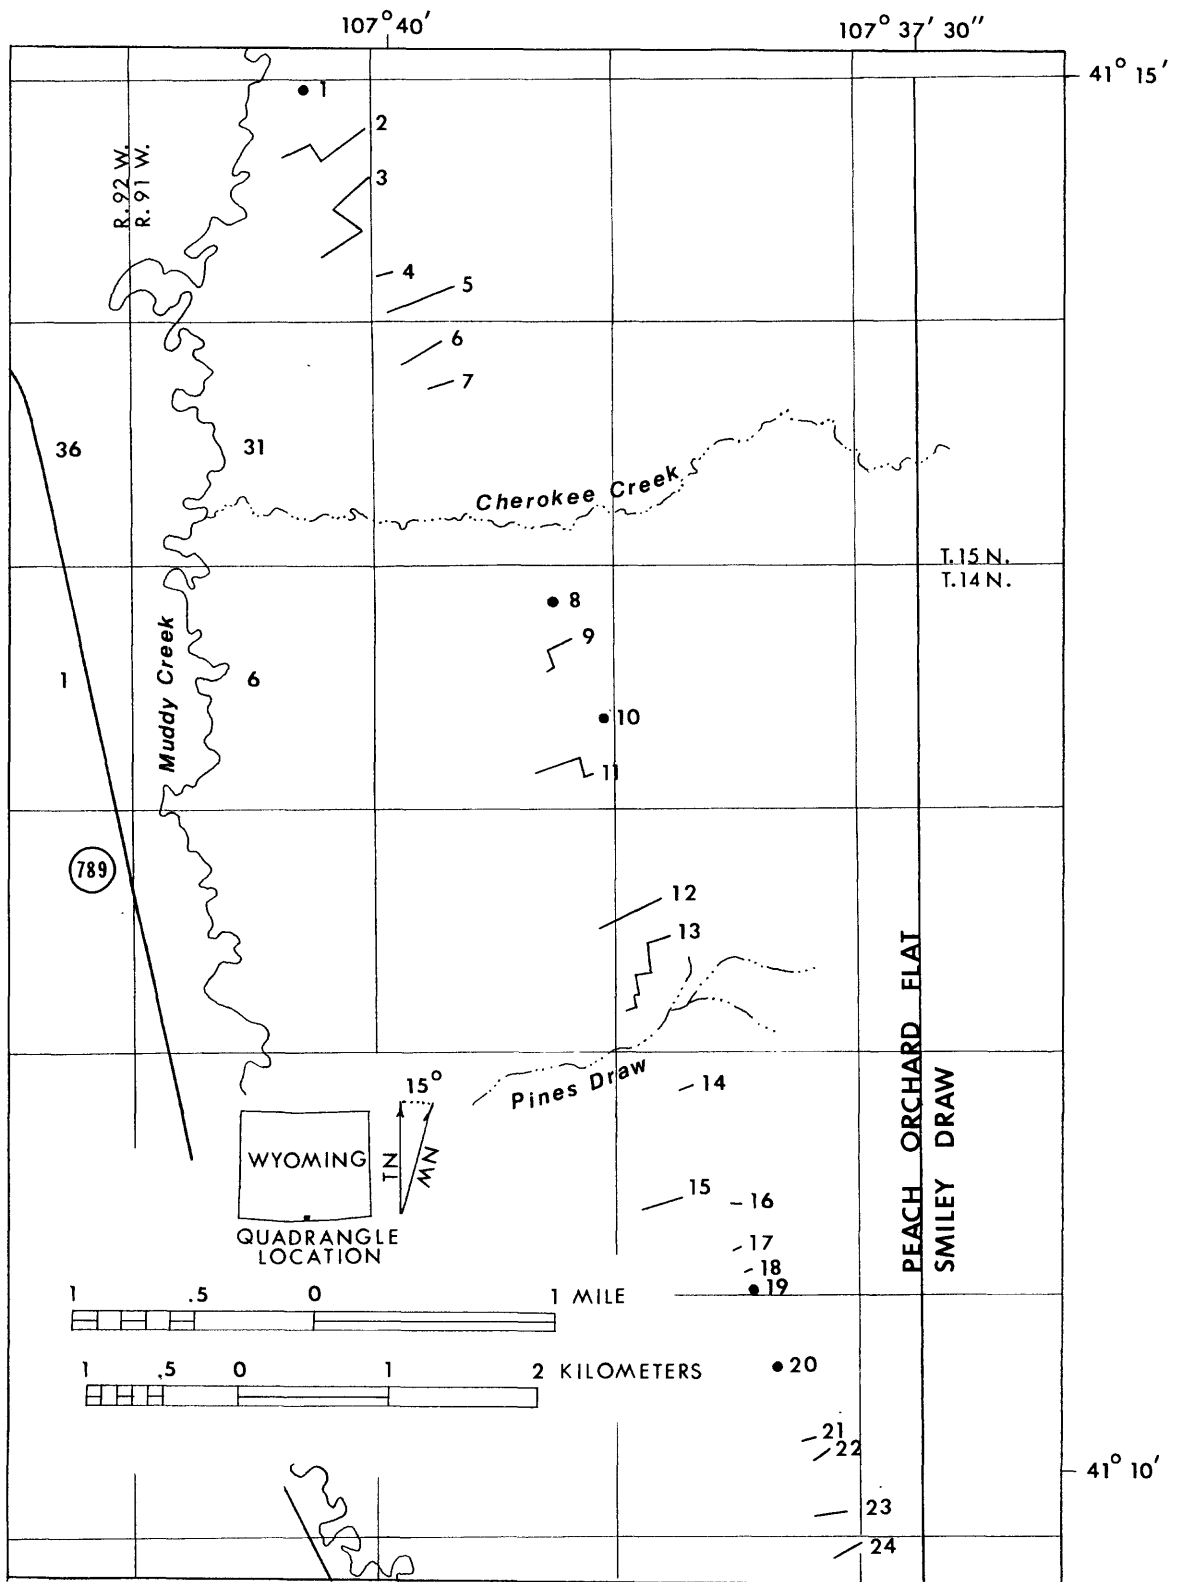 107° 40′
107° 37′ 30″
41° 15′
1
2
R. 92 W.
R. 91 W.
3
4
5
6
7
36
31
Cherokee Creek
T. 15 N.
T. 14 N.
8
9
Muddy Creek
1
6
10
11
789
12
13
PEACH ORCHARD FLAT
SMILEY DRAW
Pines Draw
14
15°
WYOMING
TN
MN
15
16
QUADRANGLE
LOCATION
17
18
19
1 .5 0 1 MILE
20
1 .5 0 1 2 KILOMETERS
21
22
41° 10′
23
24